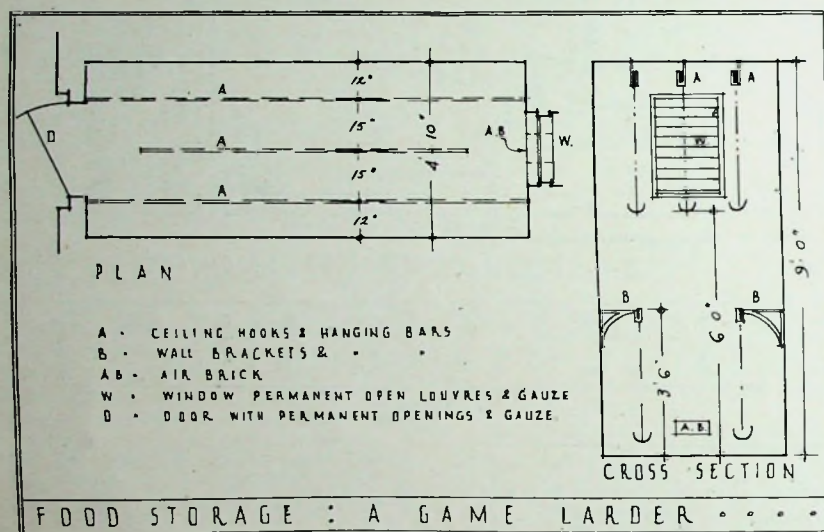 A
12"
15"
A
15"
A
12"
4' 10"
D
A.B
W.
PLAN
A
B
W
B
9'. 0"
6' 0"
3' 6"
A.B.
CROSS SECTION
A • CEILING HOOKS & HANGING BARS
B • WALL BRACKETS & " "
AB • AIR BRICK
W • WINDOW PERMANENT OPEN LOUVRES & GAUZE
D • DOOR WITH PERMANENT OPENINGS & GAUZE
FOOD STORAGE : A GAME LARDER • • • •